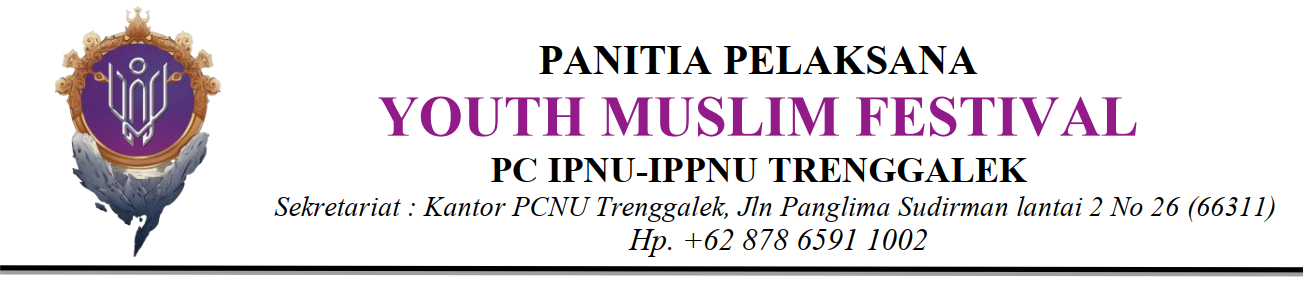 PANITIA PELAKSANA
YOUTH MUSLIM FESTIVAL
PC IPNU-IPPNU TRENGGALEK
Sekretariat : Kantor PCNU Trenggalek, Jln Panglima Sudirman lantai 2 No 26 (66311)
Hp. +62 878 6591 1002